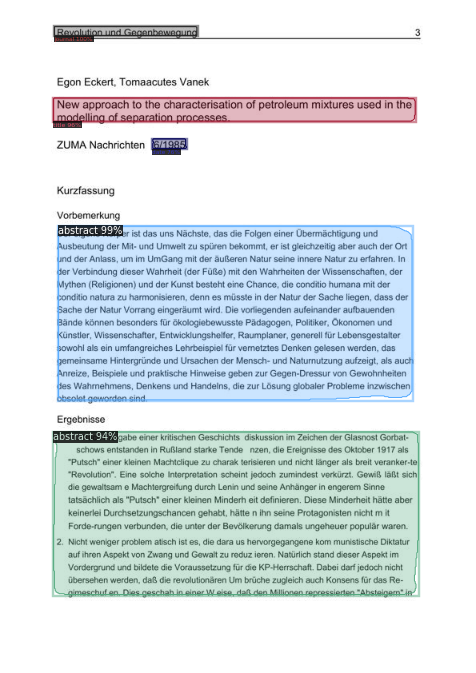 Revolution und Gegenbewegung 3
Egon Eckert, Tomaacutes Vanek
New approach to the characterisation of petroleum mixtures used in the
modelling of separation processes.
ZUMA Nachrichten 6/1985
Kurzfassung
Vorbemerkung
abstract 99%
er ist das uns Nächste, das die Folgen einer Übermächtigung und
Ausbeutung der Mit- und Umwelt zu spüren bekommt, er ist gleichzeitig aber auch der Ort
und der Anlass, um im UmGang mit der äußeren Natur seine innere Natur zu erfahren. In
der Verbindung dieser Wahrheit (der Füße) mit den Wahrheiten der Wissenschaften, der
Mythen (Religionen) und der Kunst besteht eine Chance, die conditio humana mit der
conditio natura zu harmonisieren, denn es müsste in der Natur der Sache liegen, dass der
Sache der Natur Vorrang eingeräumt wird. Die vorliegenden aufeinander aufbauenden
Bände können besonders für ökologiebewusste Pädagogen, Politiker, Ökonomen und
Künstler, Wissenschafter, Entwicklungshelfer, Raumplaner, generell für Lebensgestalter
sowohl als ein umfangreiches Lehrbeispiel für vernetztes Denken gelesen werden, das
gemeinsame Hintergründe und Ursachen der Mensch- und Naturnutzung aufzeigt, als auch
Anreize, Beispiele und praktische Hinweise geben zur Gegen-Dressur von Gewohnheiten
des Wahrnehmens, Denkens und Handelns, die zur Lösung globaler Probleme inzwischen
obsolet geworden sind.
Ergebnisse
abstract 94%
gabe einer kritischen Geschichts diskussion im Zeichen der Glasnost Gorbat-
schows entstanden in Rußland starke Tende nzen, die Ereignisse des Oktober 1917 als
"Putsch" einer kleinen Machtclique zu charak terisieren und nicht länger als breit veranker-te
"Revolution". Eine solche Interpretation scheint jedoch zumindest verkürzt. Gewiß läßt sich
die gewaltsam e Machtergreifung durch Lenin und seine Anhänger in engerem Sinne
tatsächlich als "Putsch" einer kleinen Minderh eit definieren. Diese Minderheit hätte aber
keinerlei Durchsetzungschancen gehabt, hätte n ihn seine Protagonisten nicht m it
Forde-rungen verbunden, die unter der Bevölkerung damals ungeheuer populär waren.
2. Nicht weniger problem atisch ist es, die dara us hervorgegangene kom munistische Diktatur
auf ihren Aspekt von Zwang und Gewalt zu reduz ieren. Natürlich stand dieser Aspekt im
Vordergrund und bildete die Voraussetzung für die KP-Herrschaft. Dabei darf jedoch nicht
übersehen werden, daß die revolutionären Um brüche zugleich auch Konsens für das Re-
gimeschuf en. Dies geschah in einer W eise, daß den Millionen repressierten "Absteigern" in